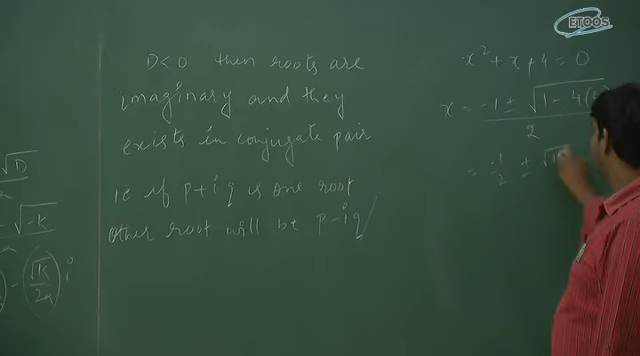 √D
√-K
- √K/2a i
D<0 then roots are
imaginary and they
exists in conjugate pair
ie if p+iq is one root
other root will be p-iq
ETOOS
x² + x + 4 = 0
x = -1 ± √1 - 4(
2
= -1/2 ± √1